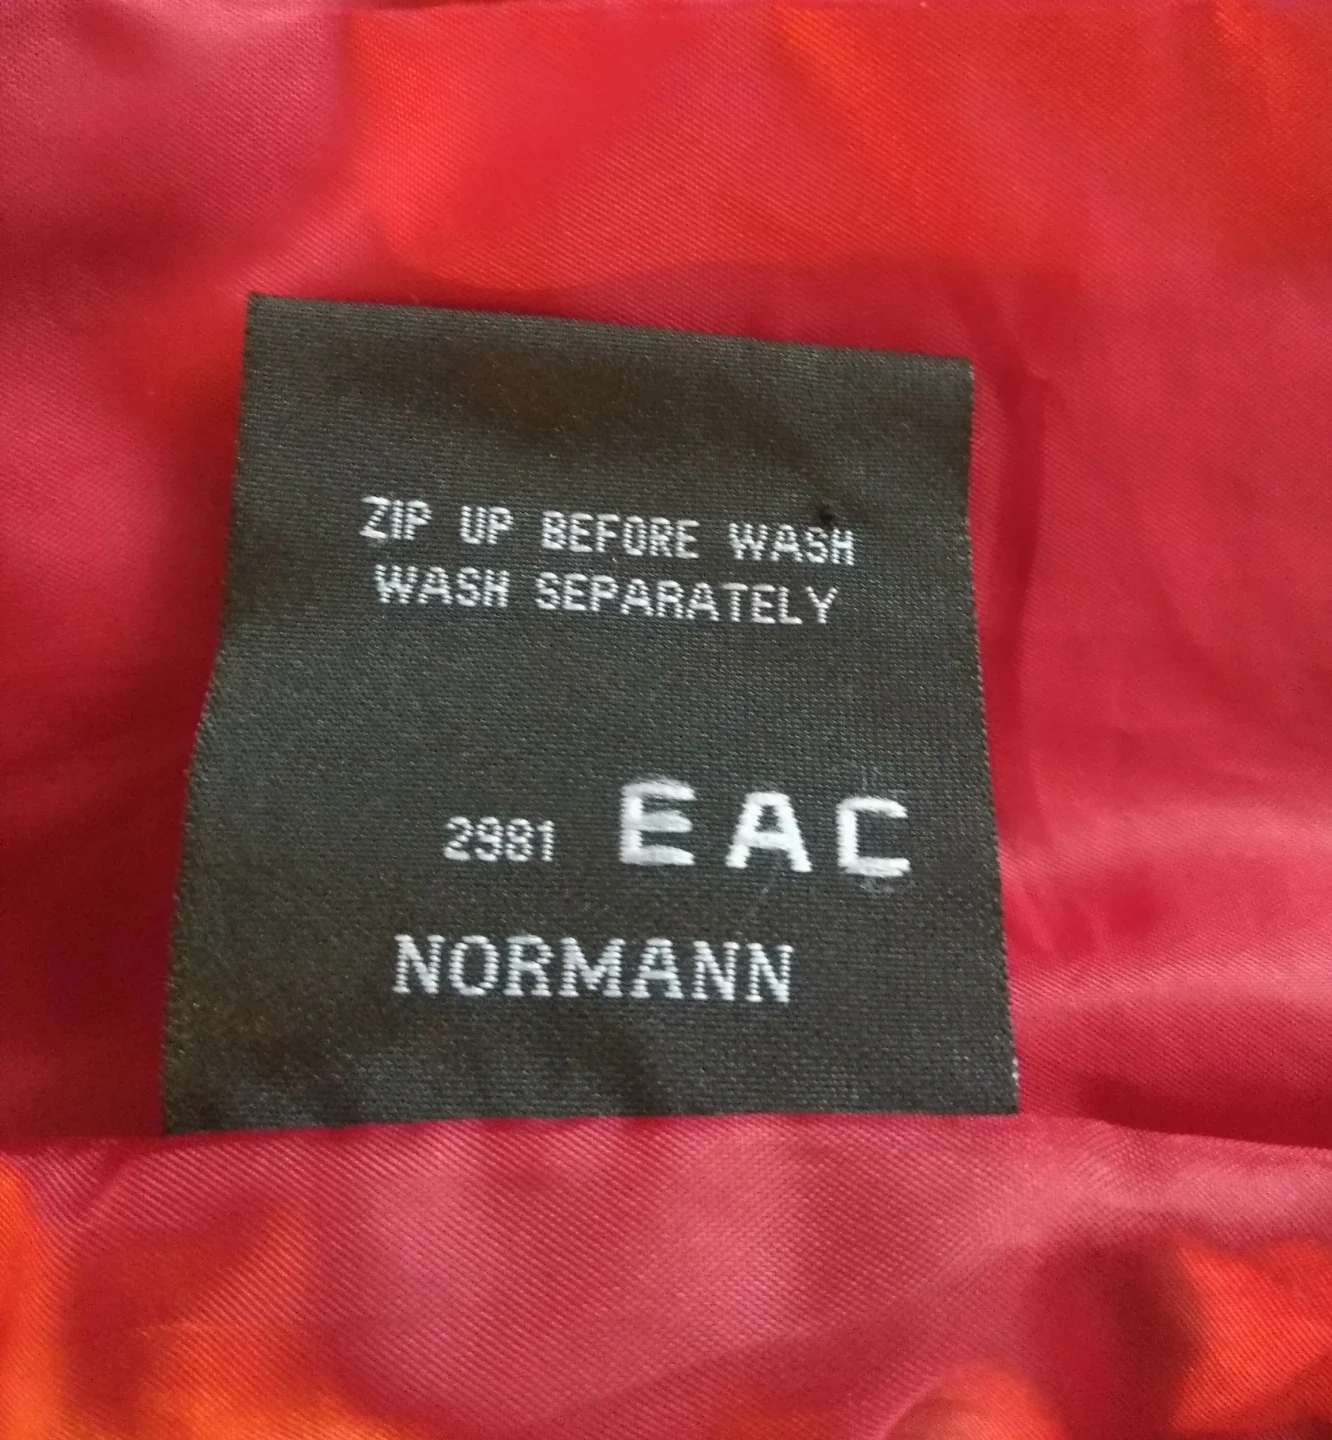 ZIP UP BEFORE WASH
WASH SEPARATELY
2981 EAC
NORMANN